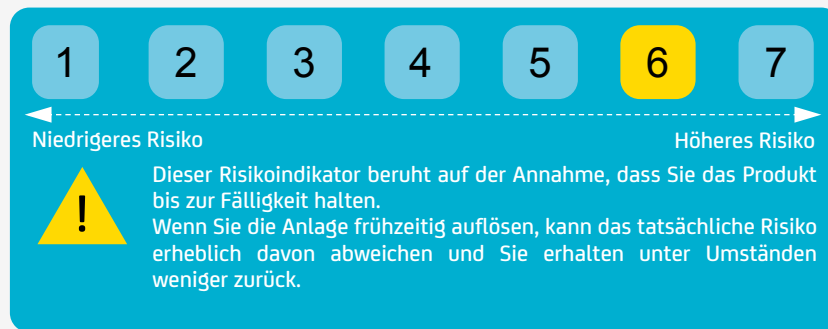 1 2 3 4 5 6 7
Niedrigeres Risiko Höheres Risiko
Dieser Risikoindikator beruht auf der Annahme, dass Sie das Produkt
bis zur Fälligkeit halten.
Wenn Sie die Anlage frühzeitig auflösen, kann das tatsächliche Risiko
erheblich davon abweichen und Sie erhalten unter Umständen
weniger zurück.
!